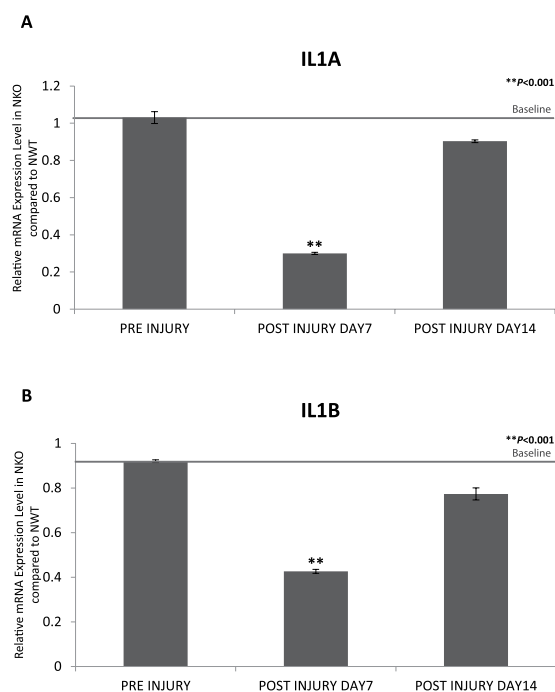 A
IL1A
**P<0.001
Baseline
Relative mRNA Expression Level in NKO
compared to NWT
1.2
1
0.8
0.6
0.4
0.2
0
**
PRE INJURY
POST INJURY DAY7
POST INJURY DAY14
B
IL1B
**P<0.001
Baseline
Relative mRNA Expression Level in NKO
compared to NWT
1
0.8
0.6
0.4
0.2
0
**
PRE INJURY
POST INJURY DAY7
POST INJURY DAY14